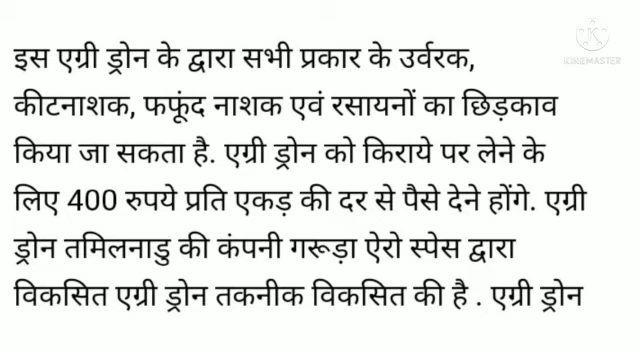 KINEMASTER
इस एग्री ड्रोन के द्वारा सभी प्रकार के उर्वरक,
कीटनाशक, फफूंद नाशक एवं रसायनों का छिड़काव
किया जा सकता है. एग्री ड्रोन को किराये पर लेने के
लिए 400 रुपये प्रति एकड़ की दर से पैसे देने होंगे. एग्री
ड्रोन तमिलनाडु की कंपनी गरूड़ा ऐरो स्पेस द्वारा
विकसित एग्री ड्रोन तकनीक विकसित की है . एग्री ड्रोन